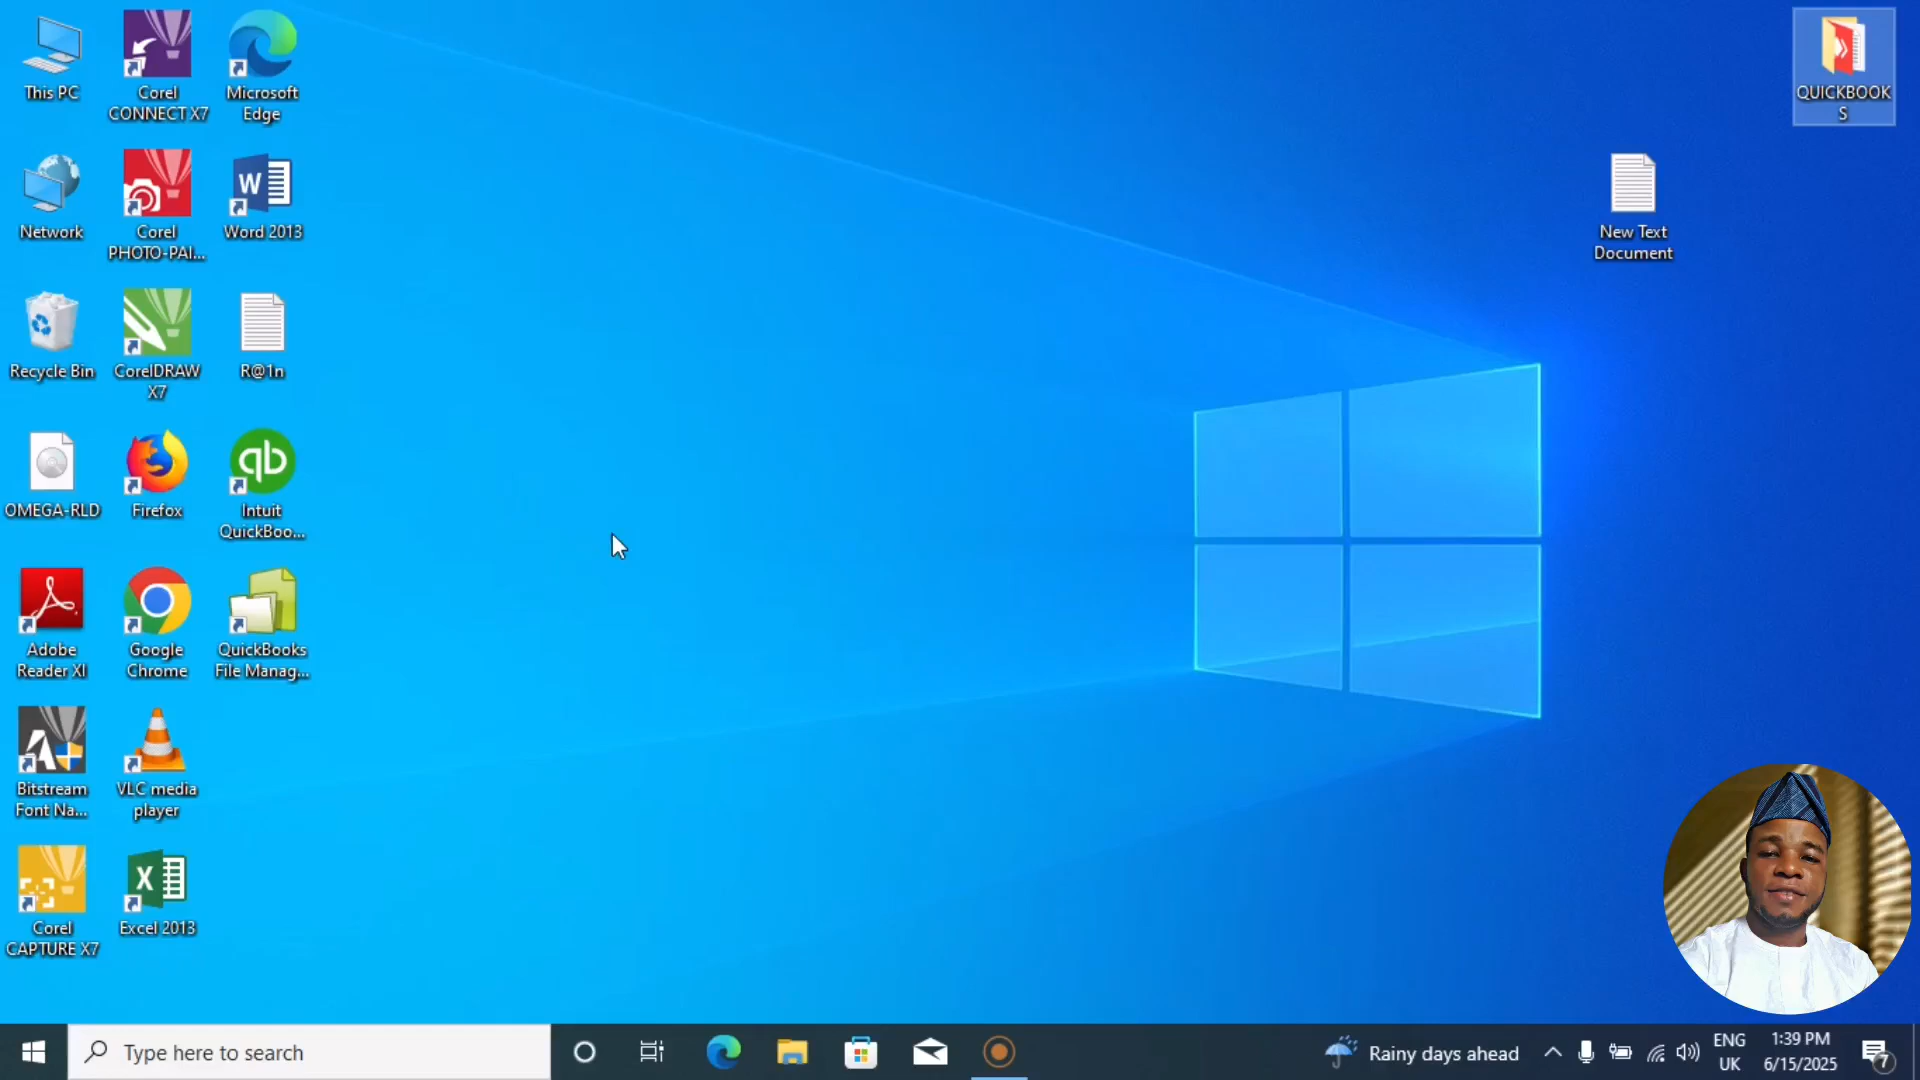 This PC
Corel
CONNECT X7
Microsoft
Edge
QUICKBOOK
S
Network
Corel
PHOTO-PAI...
W
Word 2013
New Text
Document
Recycle Bin
CorelDRAW
X7
R@1n
OMEGA-RLD
Firefox
qb
Intuit
QuickBoo...
Adobe
Reader XI
Google
Chrome
QuickBooks
File Manag...
Bitstream
Font Na...
VLC media
player
Corel
CAPTURE X7
X
Excel 2013
Type here to search
Rainy days ahead
ENG
UK
1:39 PM
6/15/2025
7